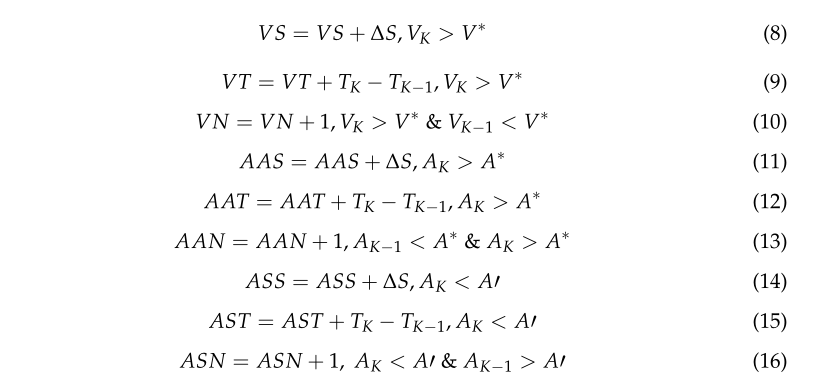 VS = VS + ΔS, V_K > V* (8)
VT = VT + T_K − T_{K−1}, V_K > V* (9)
VN = VN + 1, V_K > V* & V_{K−1} < V* (10)
AAS = AAS + ΔS, A_K > A* (11)
AAT = AAT + T_K − T_{K−1}, A_K > A* (12)
AAN = AAN + 1, A_{K−1} < A* & A_K > A* (13)
ASS = ASS + ΔS, A_K < A′ (14)
AST = AST + T_K − T_{K−1}, A_K < A′ (15)
ASN = ASN + 1, A_K < A′ & A_{K−1} > A′ (16)